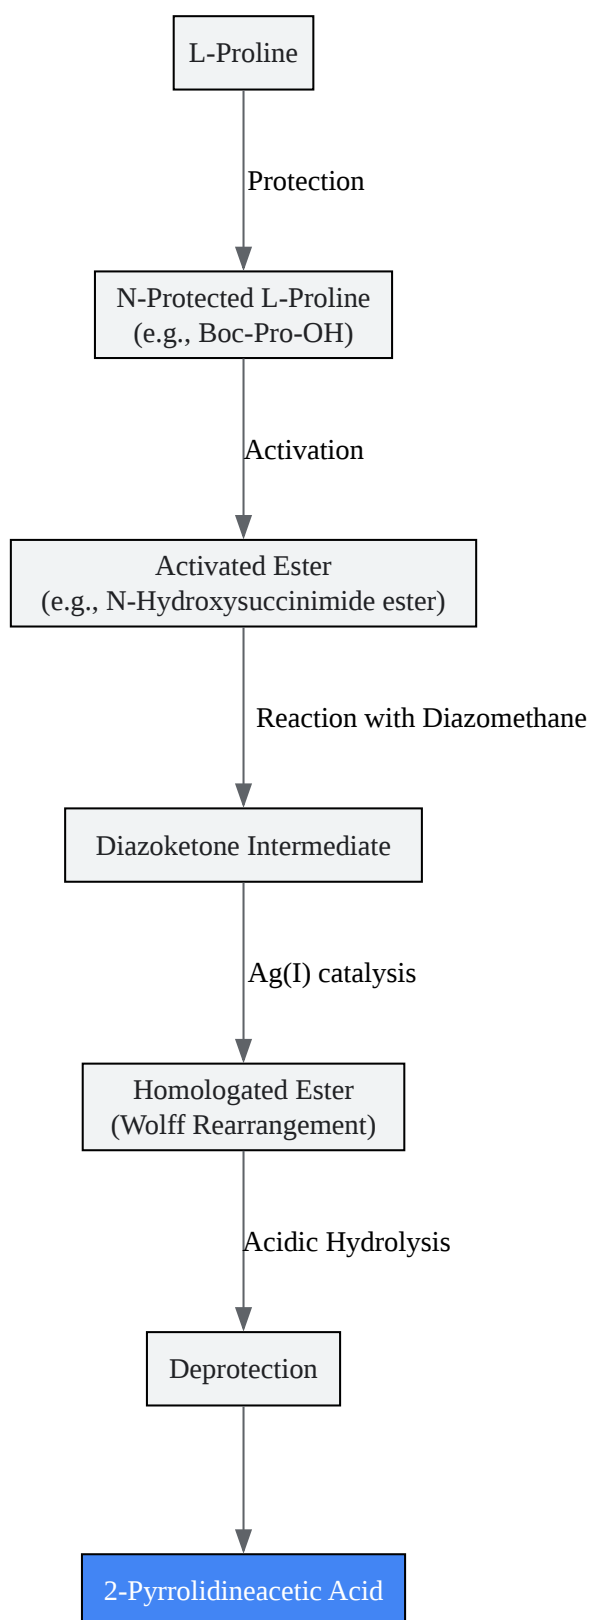 L-Proline
Protection
N-Protected L-Proline
(e.g., Boc-Pro-OH)
Activation
Activated Ester
(e.g., N-Hydroxysuccinimide ester)
Reaction with Diazomethane
Diazoketone Intermediate
Ag(I) catalysis
Homologated Ester
(Wolff Rearrangement)
Acidic Hydrolysis
Deprotection
2-Pyrrolidineacetic Acid